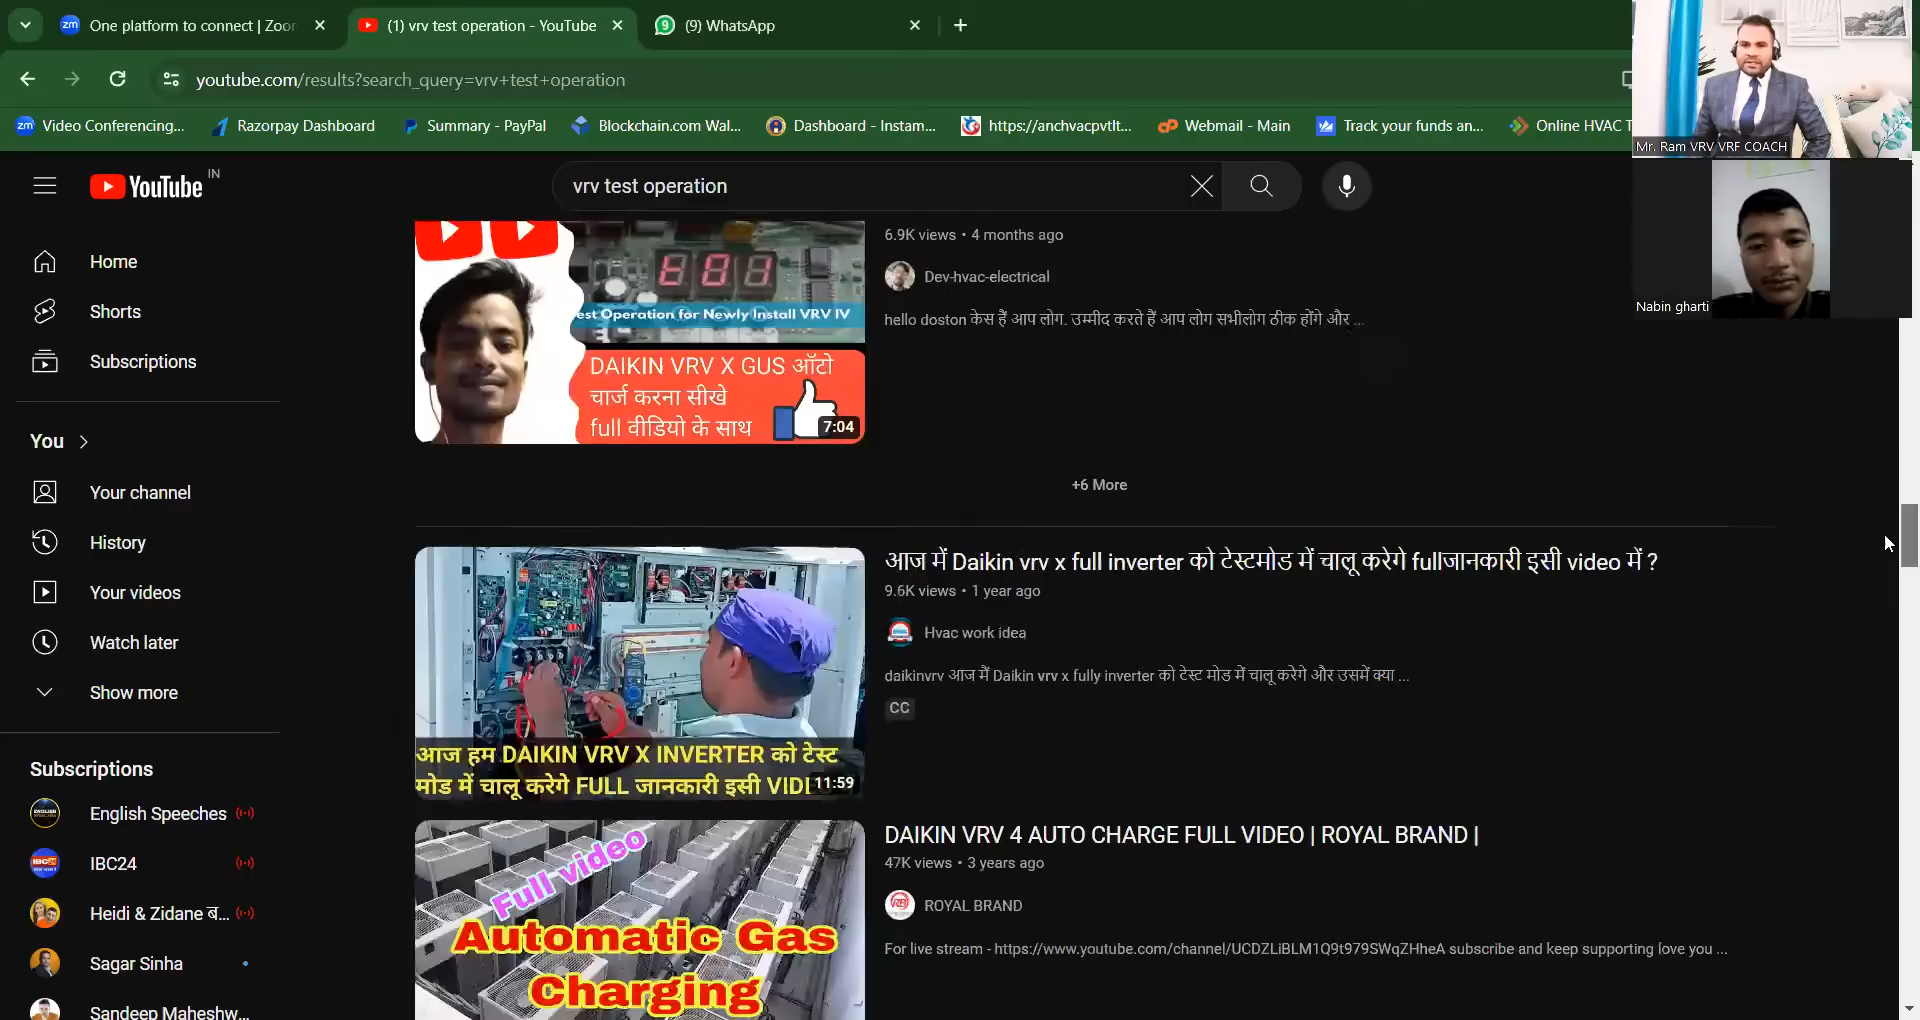 One platform to connect | Zoo
(1) vrv test operation - YouTube
(9) WhatsApp
youtube.com/results?search_query=vrv+test+operation
Video Conferencing...
Razorpay Dashboard
Summary - PayPal
Blockchain.com Wal...
Dashboard - Instam...
https://anchvacpvtlt...
Webmail - Main
Track your funds an...
Online HVAC T
Mr. Ram VRV VRF COACH
Nabin gharti
YouTube IN
vrv test operation
Home
Shorts
Subscriptions
You
Your channel
History
Your videos
Watch later
Show more
Subscriptions
English Speeches
IBC24
Heidi & Zidane ब...
Sagar Sinha
Sandeep Maheshw...
t01
est Operation for Newly Install VRV IV
DAIKIN VRV X GUS ऑटो
चार्ज करना सीखे
full वीडियो के साथ
7:04
6.9K views • 4 months ago
Dev-hvac-electrical
hello doston केस हैं आप लोग. उम्मीद करते हैं आप लोग सभीलोग ठीक होंगे और ...
+6 More
आज हम DAIKIN VRV X INVERTER को टेस्ट
मोड में चालू करेगे FULL जानकारी इसी VID
11:59
आज में Daikin vrv x full inverter को टेस्टमोड में चालू करेगे fullजानकारी इसी video में ?
9.6K views • 1 year ago
Hvac work idea
daikinvrv आज मैं Daikin vrv x fully inverter को टेस्ट मोड में चालू करेगे और उसमें क्या ...
CC
Full video
Automatic Gas
Charging
DAIKIN VRV 4 AUTO CHARGE FULL VIDEO | ROYAL BRAND |
47K views • 3 years ago
ROYAL BRAND
For live stream - https://www.youtube.com/channel/UCDZLiBLM1Q9t979SWqZHheA subscribe and keep supporting love you ...